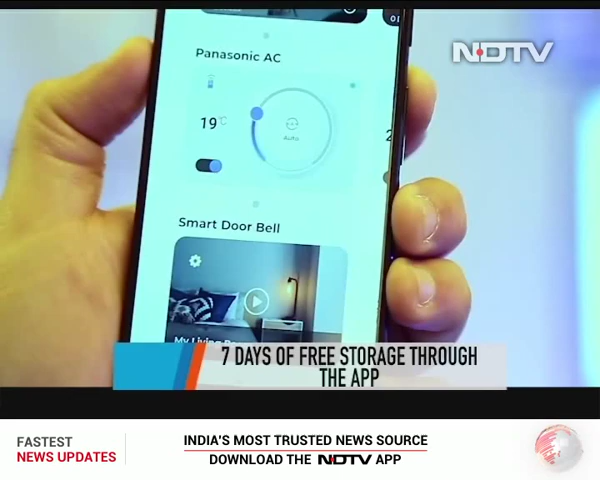 Panasonic AC
NDTV
19°C
Auto
2
Smart Door Bell
7 DAYS OF FREE STORAGE THROUGH
THE APP
FASTEST
NEWS UPDATES
INDIA'S MOST TRUSTED NEWS SOURCE
DOWNLOAD THE NDTV APP